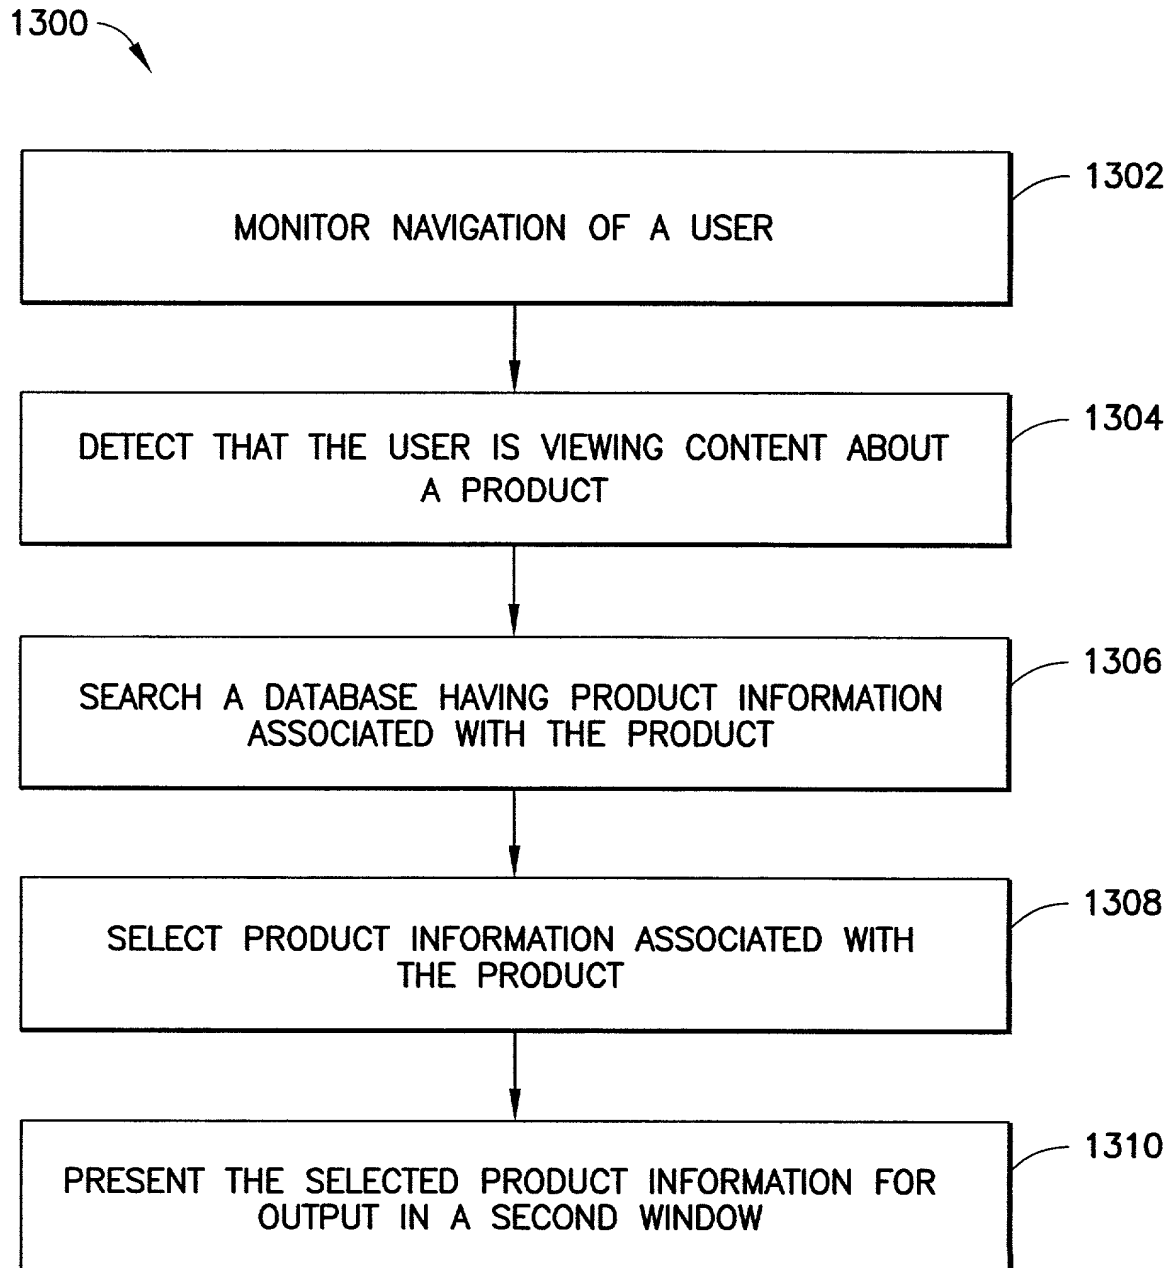 1300
1302
MONITOR NAVIGATION OF A USER
1304
DETECT THAT THE USER IS VIEWING CONTENT ABOUT
A PRODUCT
1306
SEARCH A DATABASE HAVING PRODUCT INFORMATION
ASSOCIATED WITH THE PRODUCT
1308
SELECT PRODUCT INFORMATION ASSOCIATED WITH
THE PRODUCT
1310
PRESENT THE SELECTED PRODUCT INFORMATION FOR
OUTPUT IN A SECOND WINDOW